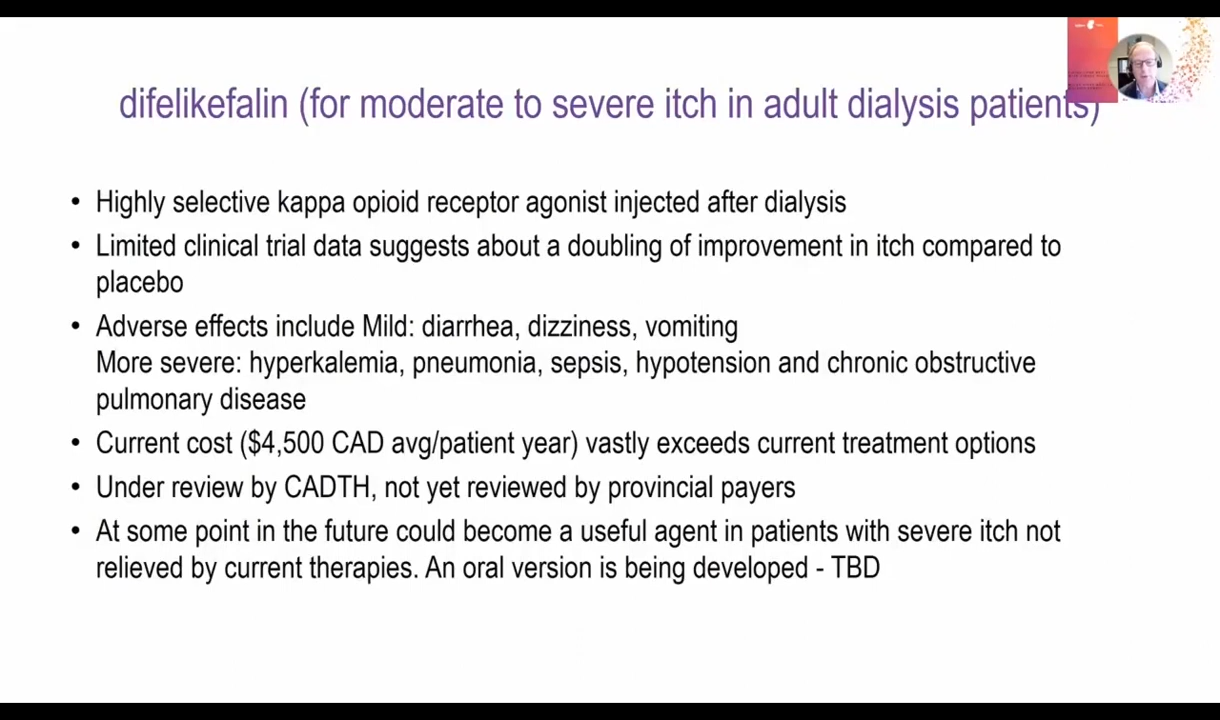 difelikefalin (for moderate to severe itch in adult dialysis patients)
• Highly selective kappa opioid receptor agonist injected after dialysis
• Limited clinical trial data suggests about a doubling of improvement in itch compared to
placebo
• Adverse effects include Mild: diarrhea, dizziness, vomiting
More severe: hyperkalemia, pneumonia, sepsis, hypotension and chronic obstructive
pulmonary disease
• Current cost ($4,500 CAD avg/patient year) vastly exceeds current treatment options
• Under review by CADTH, not yet reviewed by provincial payers
• At some point in the future could become a useful agent in patients with severe itch not
relieved by current therapies. An oral version is being developed - TBD